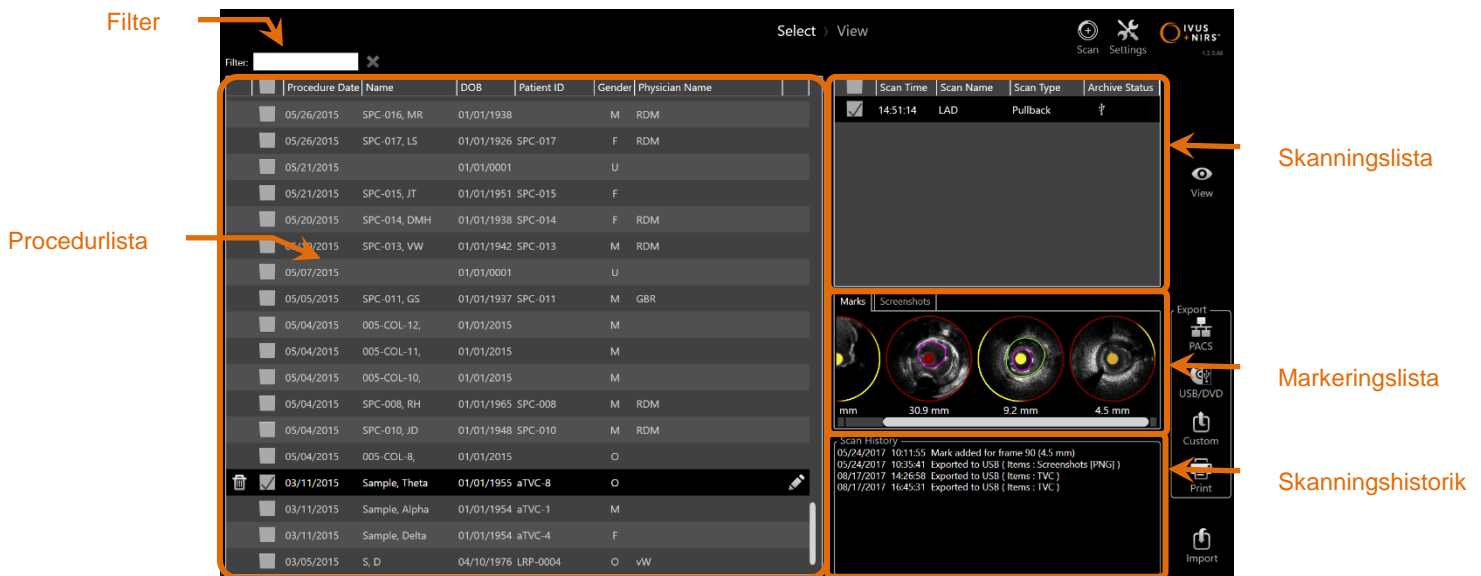 Filter
Select › View
Scan
Settings
IVUS
+NIRS
4.2.0.66
Filter:
Procedure Date Name DOB Patient ID Gender Physician Name
05/26/2015 SPC-016, MR 01/01/1938 M RDM
05/26/2015 SPC-017, LS 01/01/1926 SPC-017 F RDM
05/21/2015 01/01/0001 U
05/21/2015 SPC-015, JT 01/01/1951 SPC-015 F
05/20/2015 SPC-014, DMH 01/01/1938 SPC-014 F RDM
/2015 SPC-013, VW 01/01/1942 SPC-013 M RDM
05/07/2015 01/01/0001 U
05/05/2015 SPC-011, GS 01/01/1937 SPC-011 M GBR
05/04/2015 005-COL-12, 01/01/2015 M
05/04/2015 005-COL-11, 01/01/2015 M
05/04/2015 005-COL-10, 01/01/2015 M
05/04/2015 SPC-008, RH 01/01/1965 SPC-008 M RDM
05/04/2015 SPC-010, JD 01/01/1948 SPC-010 M RDM
05/04/2015 005-COL-8, 01/01/2015 O
03/11/2015 Sample, Theta 01/01/1955 aTVC-8 O
03/11/2015 Sample, Alpha 01/01/1954 aTVC-1 M
03/11/2015 Sample, Delta 01/01/1954 aTVC-4 F
03/05/2015 S, D 04/10/1976 LRP-0004 O vW
Procedurlista
Scan Time Scan Name Scan Type Archive Status
14:51:14 LAD Pullback
Skanningslista
View
Marks Screenshots
mm 30.9 mm 9.2 mm 4.5 mm
Markeringslista
Export
PACS
USB/DVD
Custom
Print
Scan History
05/24/2017 10:11:55 Mark added for frame 90 (4.5 mm)
05/24/2017 10:35:41 Exported to USB ( Items : Screenshots [PNG] )
08/17/2017 14:26:58 Exported to USB ( Items : TVC )
08/17/2017 16:45:31 Exported to USB ( Items : TVC )
Skanningshistorik
Import